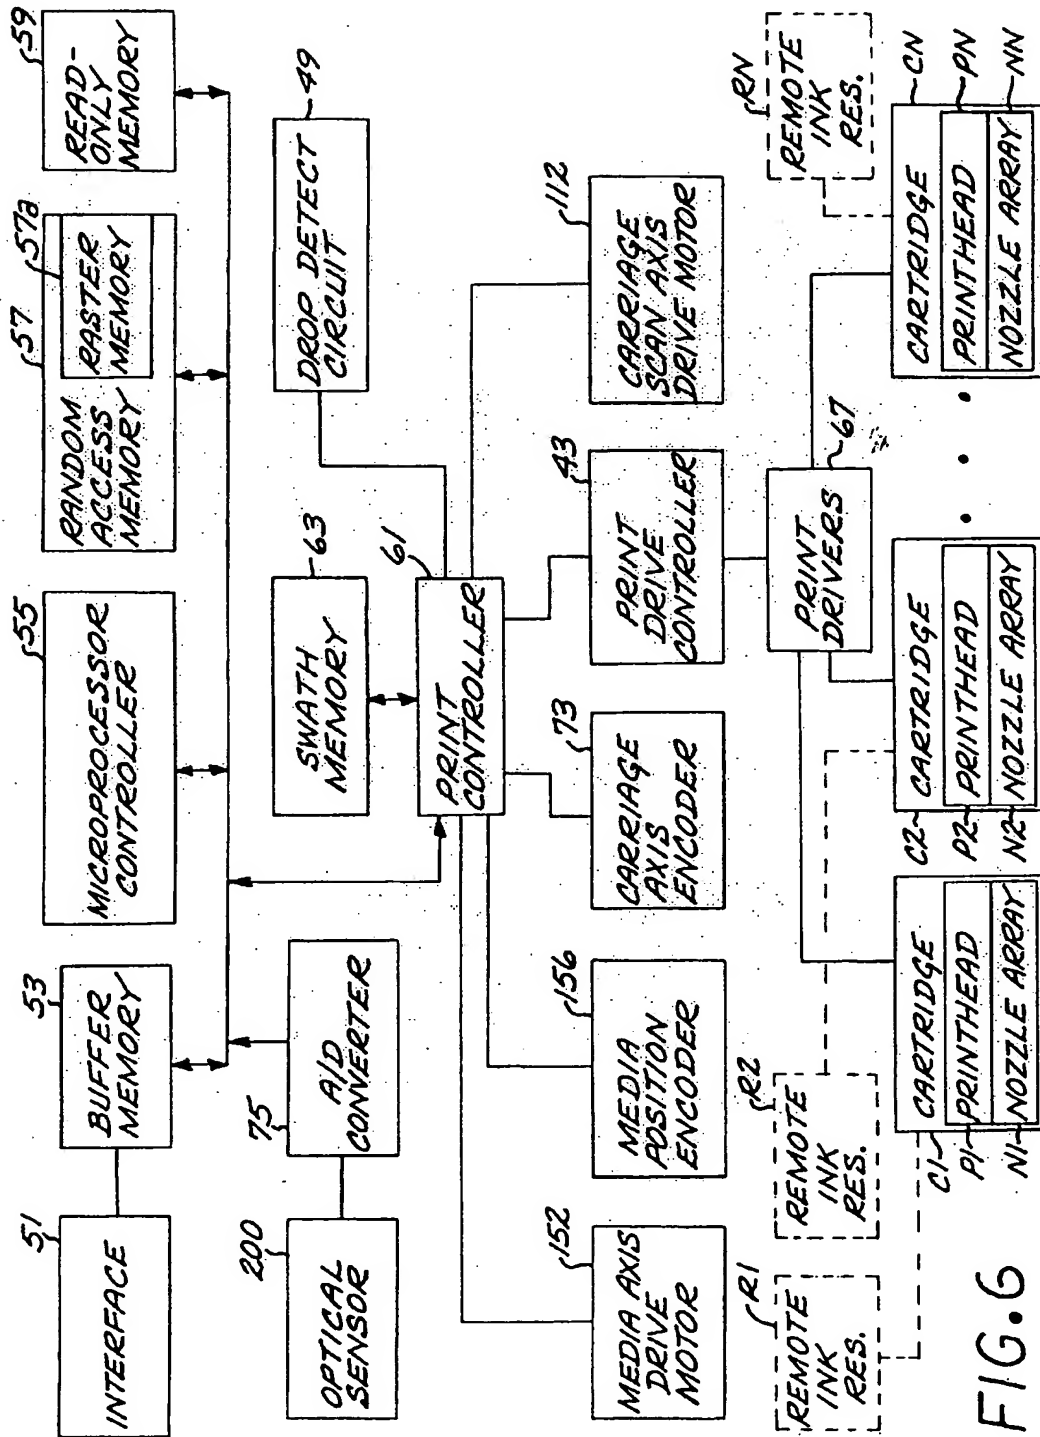 51
INTERFACE
53
BUFFER
MEMORY
55
MICROPROCESSOR
CONTROLLER
57
RANDOM
ACCESS
MEMORY
57a
RASTER
MEMORY
59
READ-
ONLY
MEMORY
200
OPTICAL
SENSOR
75
A/D
CONVERTER
63
SWATH
MEMORY
61
PRINT
CONTROLLER
49
DROP DETECT
CIRCUIT
152
MEDIA AXIS
DRIVE
MOTOR
156
MEDIA
POSITION
ENCODER
73
CARRIAGE
AXIS
ENCODER
43
PRINT
DRIVE
CONTROLLER
112
CARRIAGE
SCAN AXIS
DRIVE MOTOR
R1
REMOTE
INK
RES.
R2
REMOTE
INK
RES.
67
PRINT
DRIVERS
RN
REMOTE
INK
RES.
C1
CARTRIDGE
P1
PRINTHEAD
N1
NOZZLE ARRAY
C2
CARTRIDGE
P2
PRINTHEAD
N2
NOZZLE ARRAY
CARTRIDGE
CN
PRINTHEAD
PN
NOZZLE ARRAY
NN
FIG.6